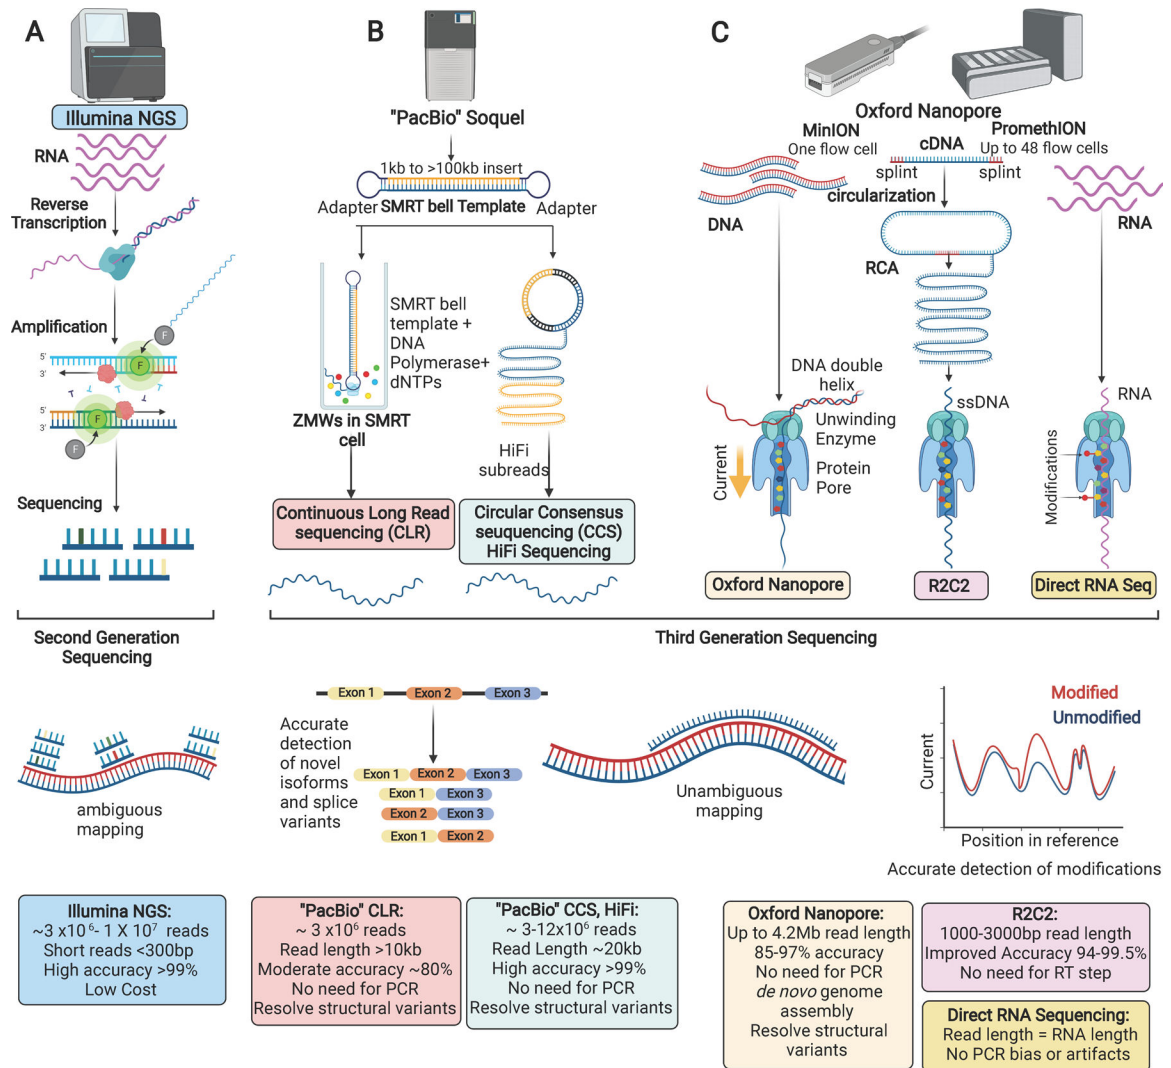 A
Illumina NGS
RNA
Reverse
Transcription
Amplification
F
5'
3'
F
F
5'
3'
F
Sequencing
B
"PacBio" Soquel
1kb to >100kb insert
Adapter
SMRT bell Template
Adapter
SMRT bell
template +
DNA
Polymerase+
dNTPs
ZMWs in SMRT
cell
HiFi
subreads
Continuous Long Read
sequencing (CLR)
Circular Consensus
seuquencing (CCS)
HiFi Sequencing
C
Oxford Nanopore
MinION
One flow cell
PromethION
Up to 48 flow cells
cDNA
splint
splint
circularization
DNA
RCA
RNA
DNA double
helix
Unwinding
Enzyme
Protein
Pore
Current
ssDNA
RNA
Modifications
Oxford Nanopore
R2C2
Direct RNA Seq
Second Generation
Sequencing
Third Generation Sequencing
ambiguous
mapping
Exon 1
Exon 2
Exon 3
Accurate
detection
of novel
isoforms
and splice
variants
Exon 1
Exon 2
Exon 3
Exon 1
Exon 3
Exon 2
Exon 3
Exon 1
Exon 2
Unambiguous
mapping
Modified
Unmodified
Current
Position in reference
Accurate detection of modifications
Illumina NGS:
~3 x10⁶- 1 X 10⁷ reads
Short reads <300bp
High accuracy >99%
Low Cost
"PacBio" CLR:
~ 3 x10⁶ reads
Read length >10kb
Moderate accuracy ~80%
No need for PCR
Resolve structural variants
"PacBio" CCS, HiFi:
~ 3-12x10⁶ reads
Read Length ~20kb
High accuracy >99%
No need for PCR
Resolve structural variants
Oxford Nanopore:
Up to 4.2Mb read length
85-97% accuracy
No need for PCR
de novo genome
assembly
Resolve structural
variants
R2C2:
1000-3000bp read length
Improved Accuracy 94-99.5%
No need for RT step
Direct RNA Sequencing:
Read length = RNA length
No PCR bias or artifacts